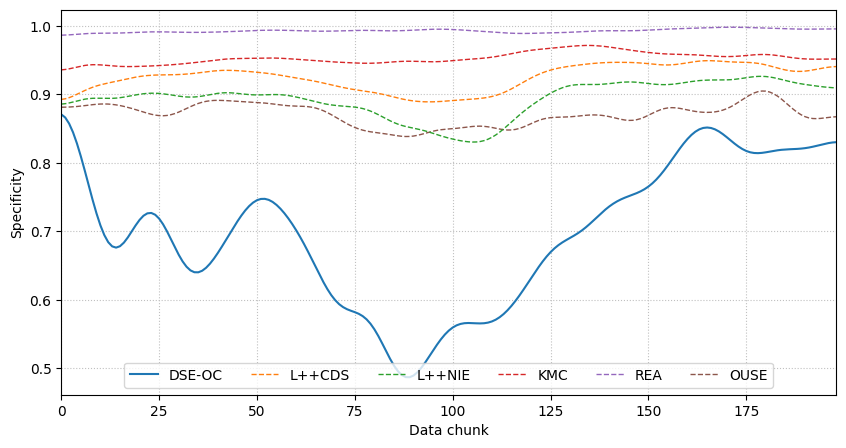 1.0
0.9
0.8
0.7
0.6
0.5
Specificity
DSE-OC L++CDS L++NIE KMC REA OUSE
0 25 50 75 100 125 150 175
Data chunk